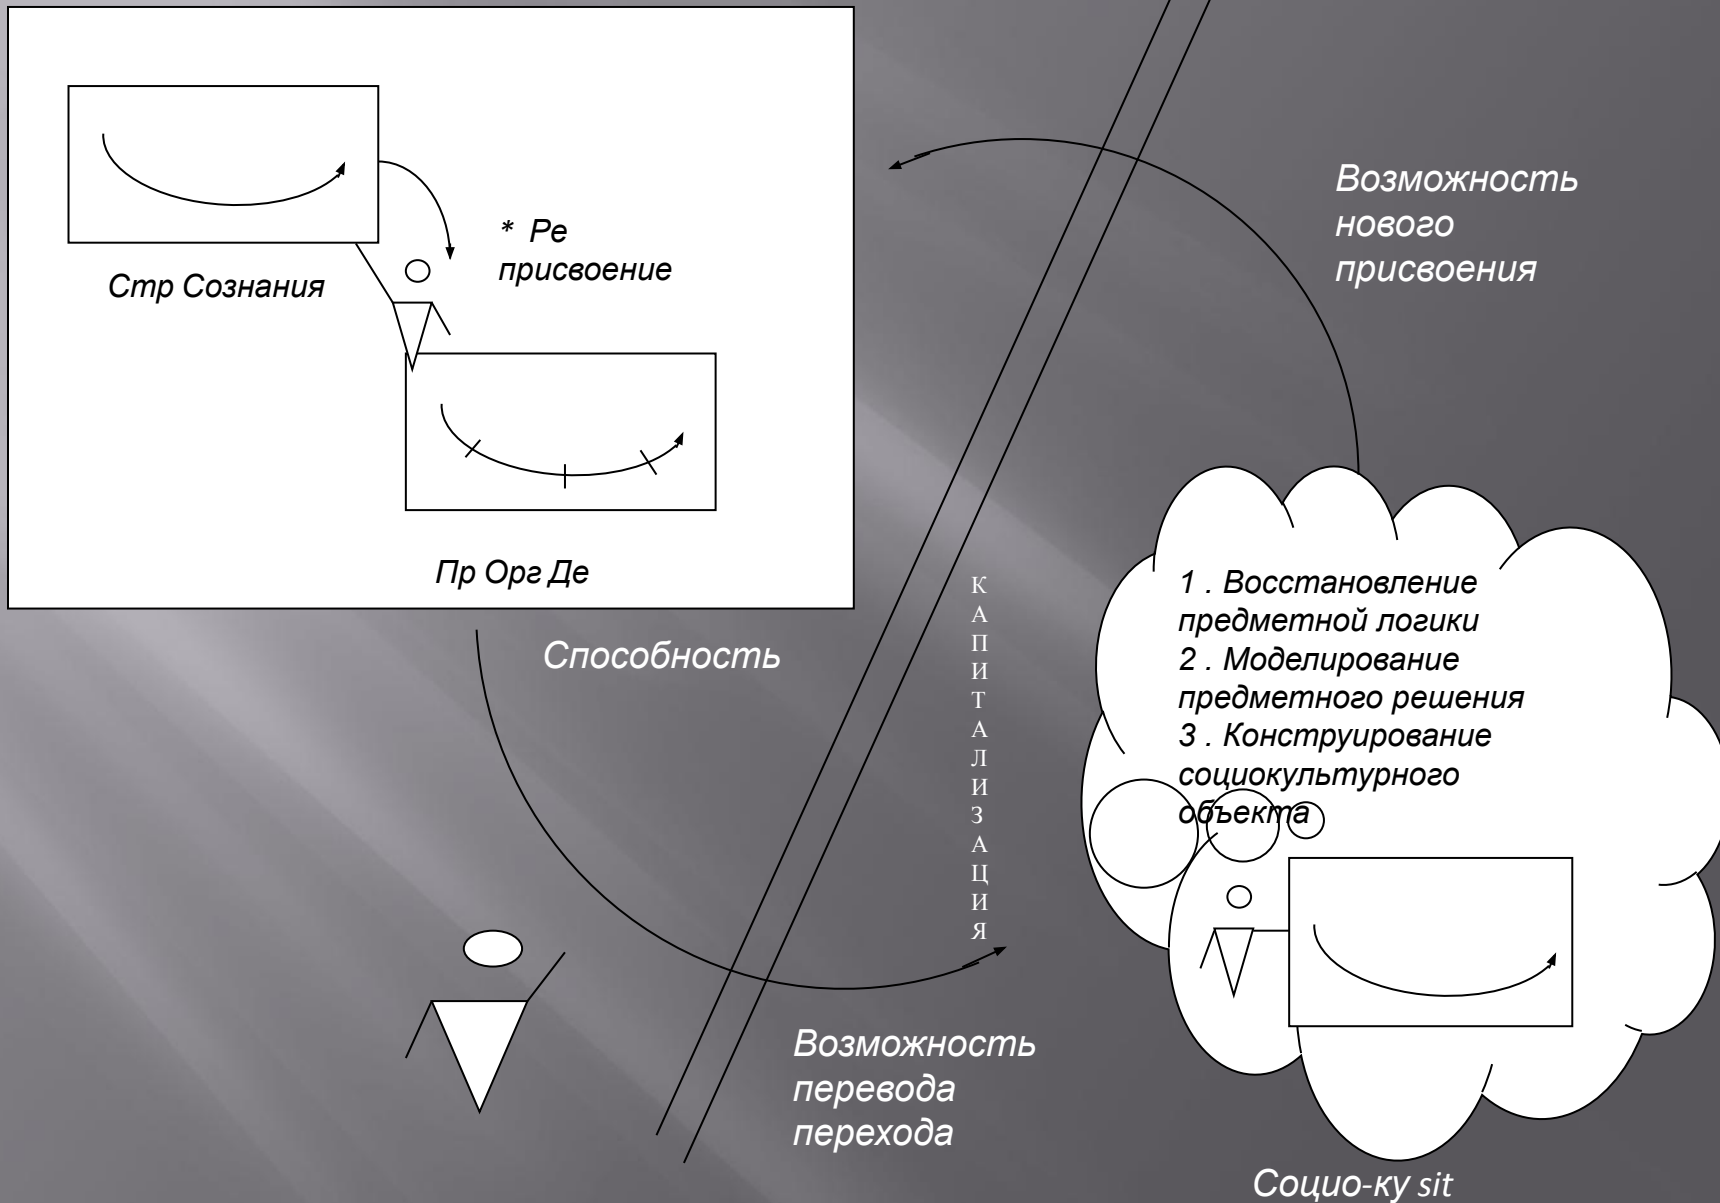 * Ре
присвоение
Стр Сознания
Пр Орг Де
Способность
К
А
П
И
Т
А
Л
И
З
А
Ц
И
Я
Возможность
нового
присвоения
1 . Восстановление
предметной логики
2 . Моделирование
предметного решения
3 . Конструирование
социокультурного
объекта
Возможность
перевода
перехода
Социо-ку sit